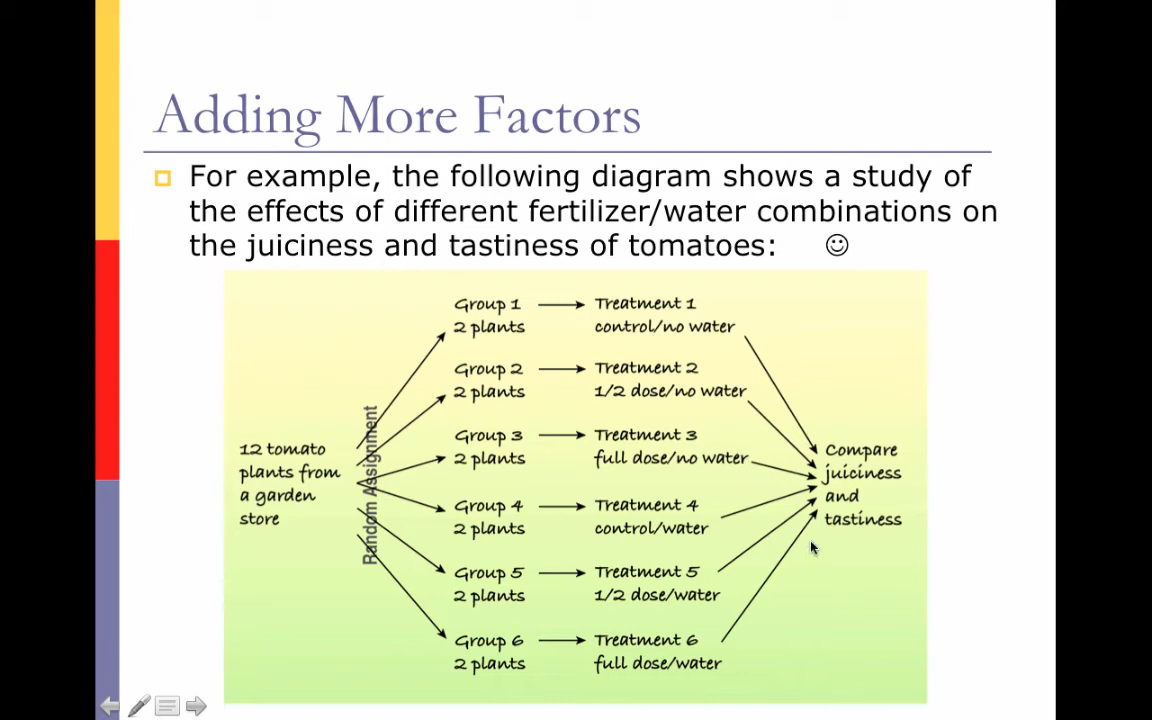 Adding More Factors
For example, the following diagram shows a study of
the effects of different fertilizer/water combinations on
the juiciness and tastiness of tomatoes: ☺
12 tomato
plants from
a garden
store
Random Assignment
Group 1
2 plants
Treatment 1
control/no water
Group 2
2 plants
Treatment 2
1/2 dose/no water
Group 3
2 plants
Treatment 3
full dose/no water
Group 4
2 plants
Treatment 4
control/water
Group 5
2 plants
Treatment 5
1/2 dose/water
Group 6
2 plants
Treatment 6
full dose/water
Compare
juiciness
and
tastiness